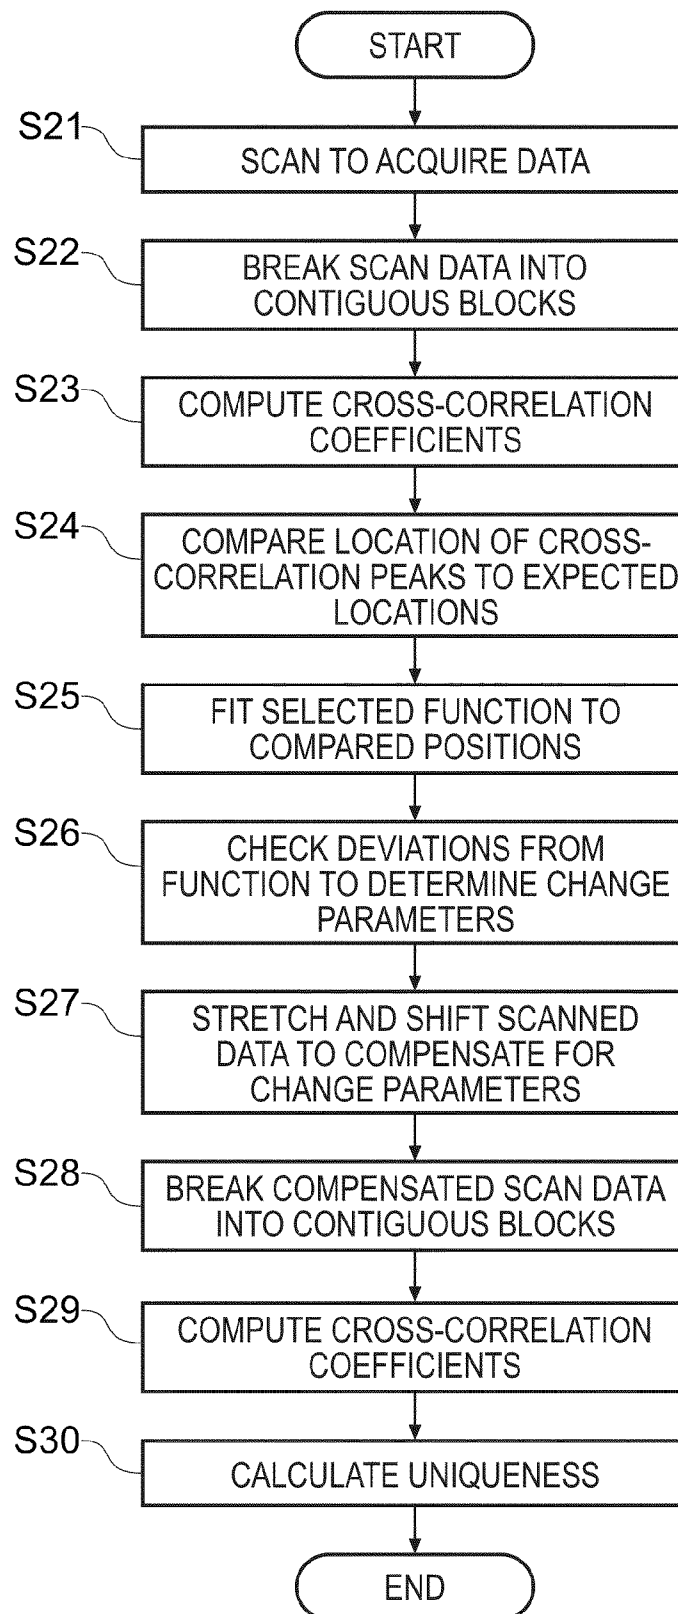 START
S21
SCAN TO ACQUIRE DATA
S22
BREAK SCAN DATA INTO
CONTIGUOUS BLOCKS
S23
COMPUTE CROSS-CORRELATION
COEFFICIENTS
S24
COMPARE LOCATION OF CROSS-
CORRELATION PEAKS TO EXPECTED
LOCATIONS
S25
FIT SELECTED FUNCTION TO
COMPARED POSITIONS
S26
CHECK DEVIATIONS FROM
FUNCTION TO DETERMINE CHANGE
PARAMETERS
S27
STRETCH AND SHIFT SCANNED
DATA TO COMPENSATE FOR
CHANGE PARAMETERS
S28
BREAK COMPENSATED SCAN DATA
INTO CONTIGUOUS BLOCKS
S29
COMPUTE CROSS-CORRELATION
COEFFICIENTS
S30
CALCULATE UNIQUENESS
END